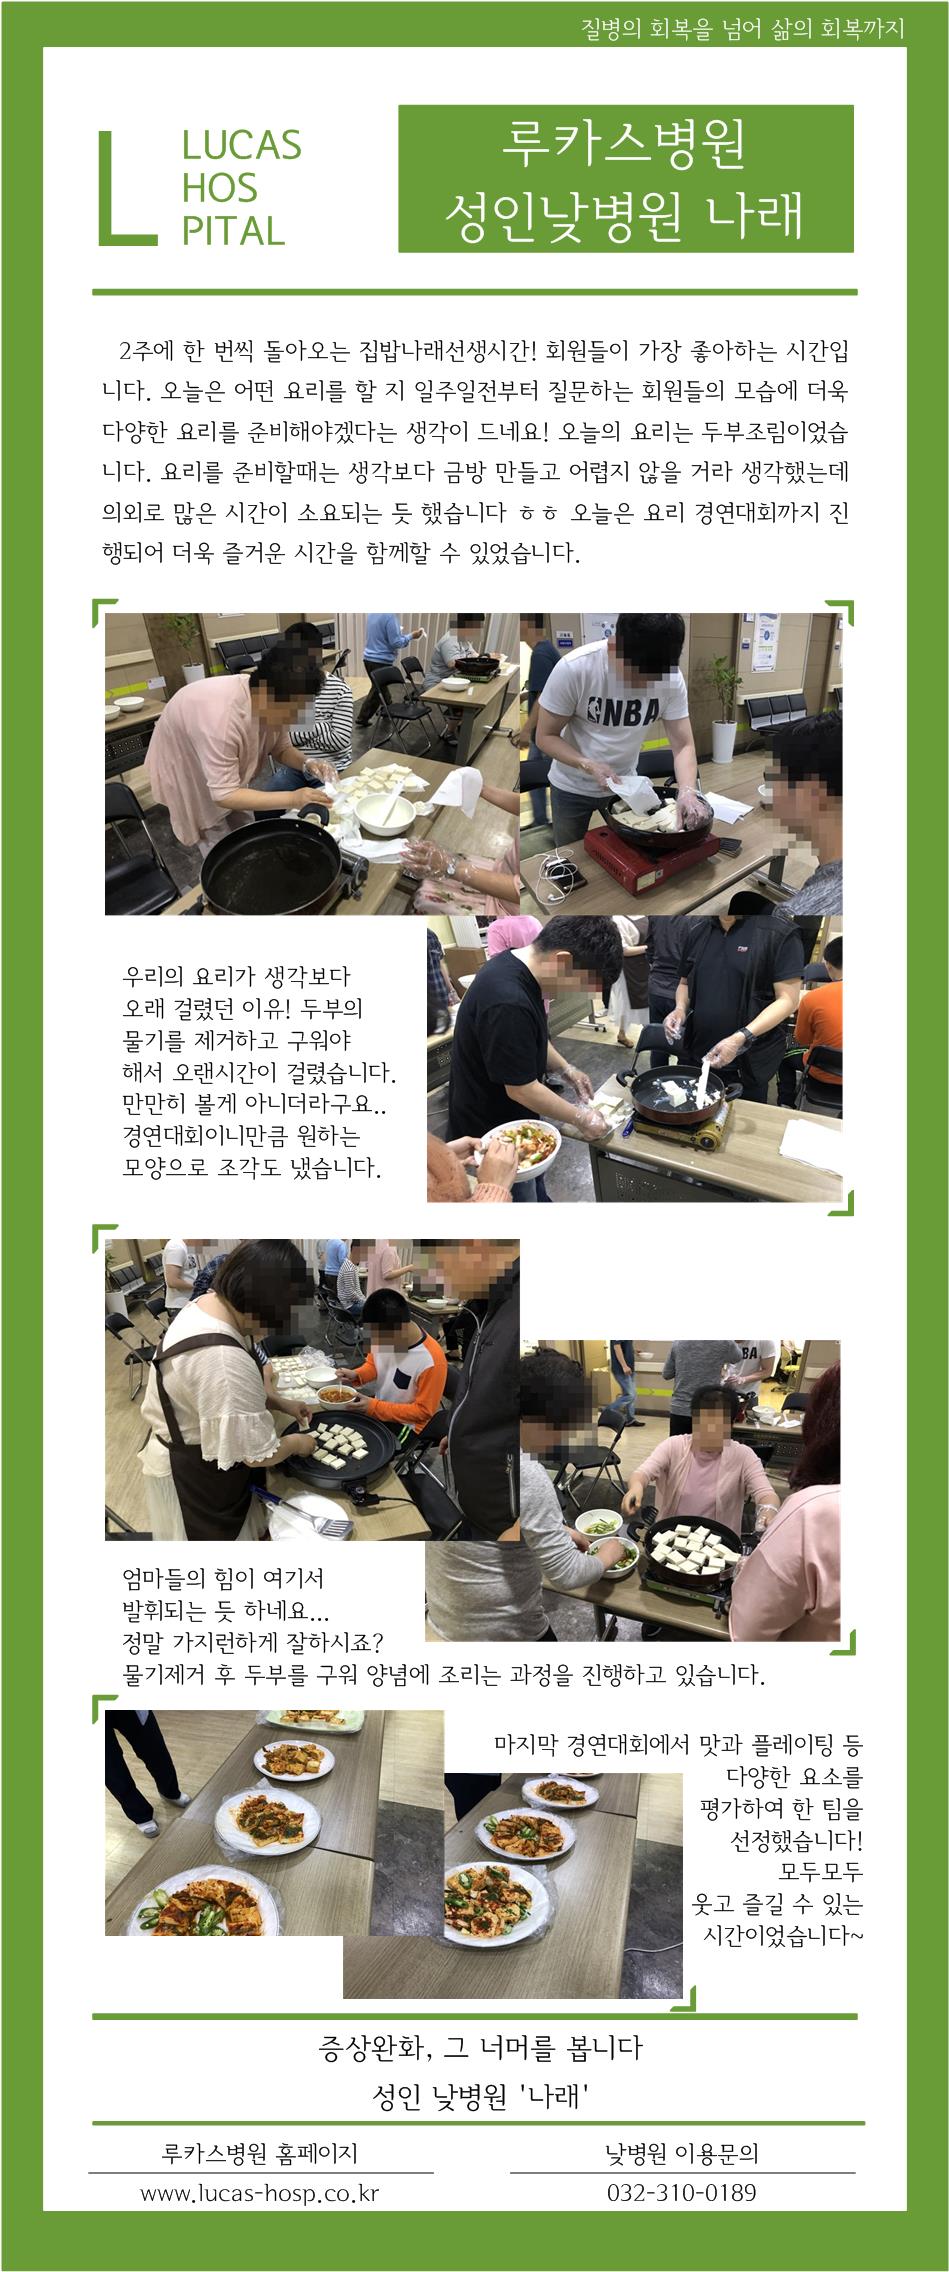 질병의 회복을 넘어 삶의 회복까지
LUCAS
HOS
PITAL
루카스병원
성인낮병원 나래
2주에 한 번씩 돌아오는 집밥나래선생시간! 회원들이 가장 좋아하는 시간입
니다. 오늘은 어떤 요리를 할 지 일주일전부터 질문하는 회원들의 모습에 더욱
다양한 요리를 준비해야겠다는 생각이 드네요! 오늘의 요리는 두부조림이었습
니다. 요리를 준비할때는 생각보다 금방 만들고 어렵지 않을 거라 생각했는데
의외로 많은 시간이 소요되는 듯 했습니다 ㅎㅎ 오늘은 요리 경연대회까지 진
행되어 더욱 즐거운 시간을 함께할 수 있었습니다.
NBA
우리의 요리가 생각보다
오래 걸렸던 이유! 두부의
물기를 제거하고 구워야
해서 오랜시간이 걸렸습니다.
만만히 볼게 아니더라구요..
경연대회이니만큼 원하는
모양으로 조각도 냈습니다.
BA
엄마들의 힘이 여기서
발휘되는 듯 하네요...
정말 가지런하게 잘하시죠?
물기제거 후 두부를 구워 양념에 조리는 과정을 진행하고 있습니다.
마지막 경연대회에서 맛과 플레이팅 등
다양한 요소를
평가하여 한 팀을
선정했습니다!
모두모두
웃고 즐길 수 있는
시간이었습니다~
증상완화, 그 너머를 봅니다
성인 낮병원 '나래'
루카스병원 홈페이지
www.lucas-hosp.co.kr
낮병원 이용문의
032-310-0189